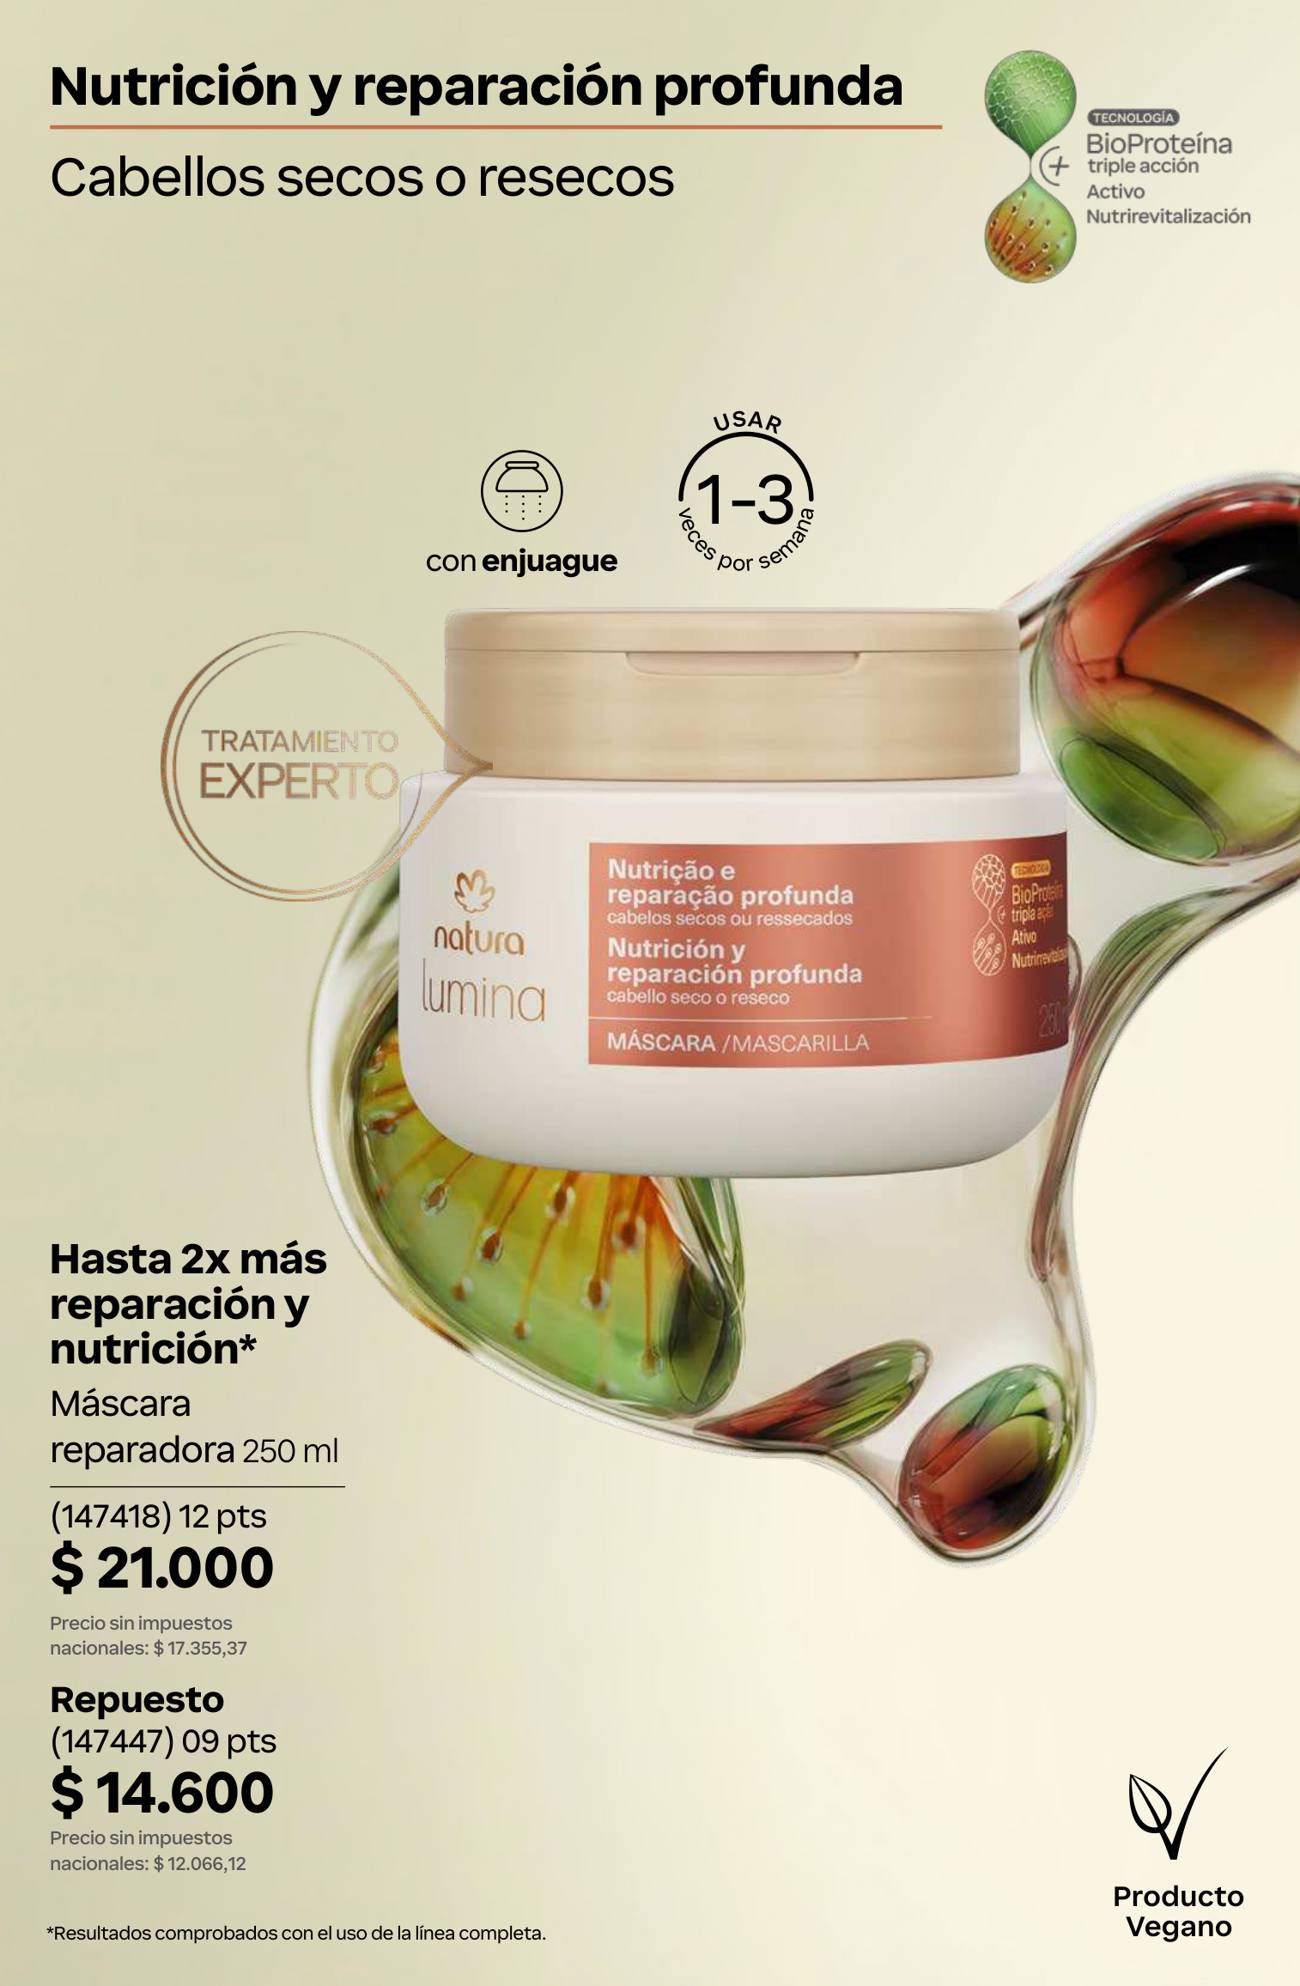 Nutrición y reparación profunda
Cabellos secos o resecos
TECNOLOGÍA
BioProteína
triple acción
+
Activo
Nutrirevitalización
USAR
1-3
veces por semana
con enjuague
TRATAMIENTO
EXPERTO
natura
lumina
Nutrição e
reparação profunda
cabelos secos ou ressecados
Nutrición y
reparación profunda
cabello seco o reseco
MÁSCARA /MASCARILLA
TECNOLOGIA
BioProteína
tripla ação
+
Ativo
Hasta 2x más
reparación y
nutrición*
Máscara
reparadora 250 ml
(147418) 12 pts
$ 21.000
Precio sin impuestos
nacionales: $ 17.355,37
Repuesto
(147447) 09 pts
$ 14.600
Precio sin impuestos
nacionales: $ 12.066,12
*Resultados comprobados con el uso de la línea completa.
Producto
Vegano